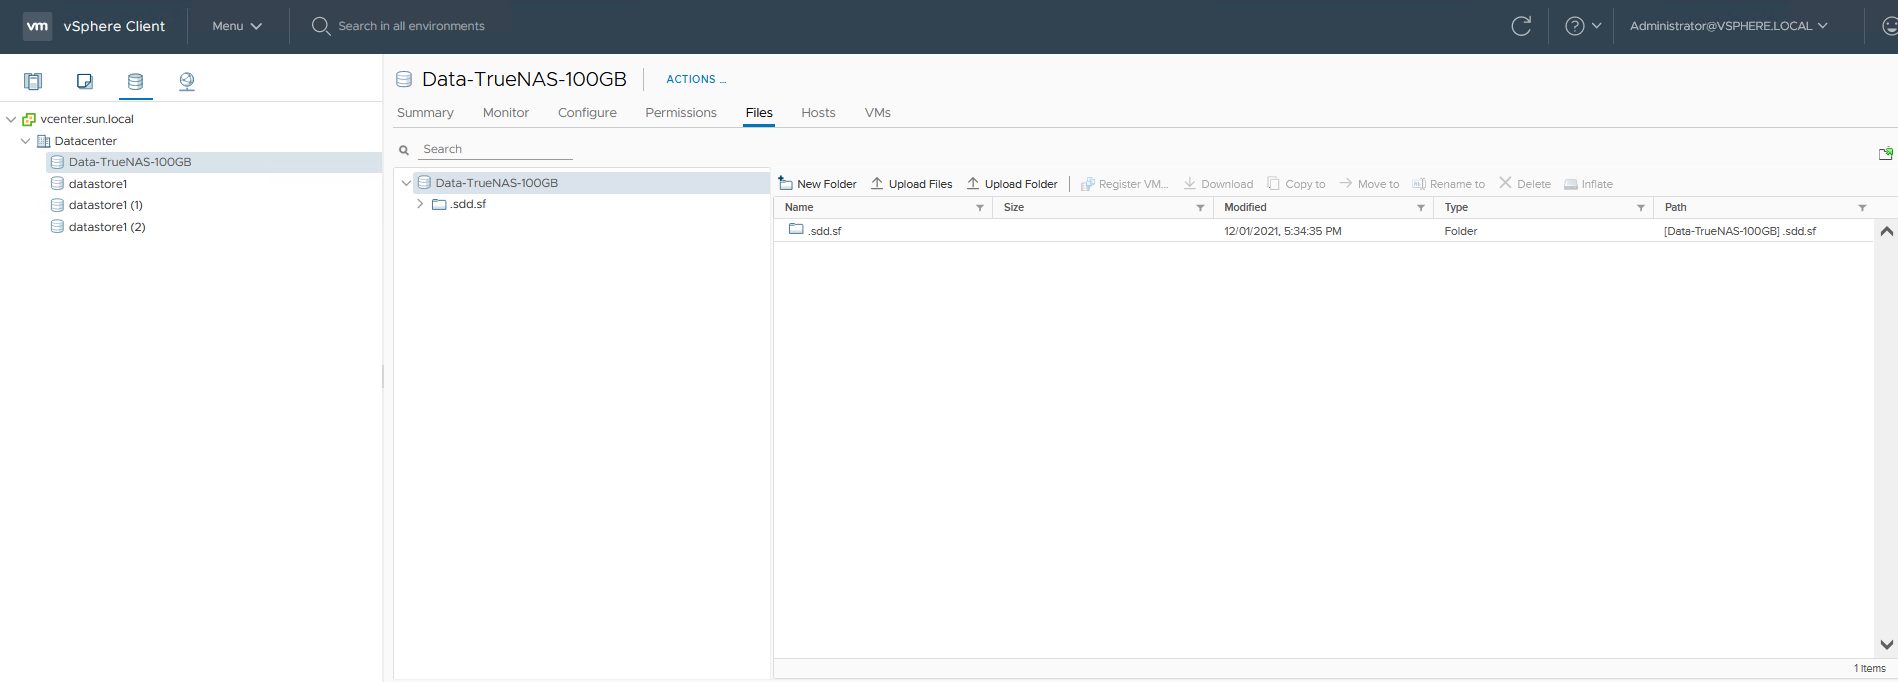 vm vSphere Client Menu Search in all environments Administrator@VSPHERE.LOCAL
vcenter.sun.local
Datacenter
Data-TrueNAS-100GB
datastore1
datastore1 (1)
datastore1 (2)
Data-TrueNAS-100GB ACTIONS ...
Summary Monitor Configure Permissions Files Hosts VMs
Search
Data-TrueNAS-100GB
.sdd.sf
New Folder Upload Files Upload Folder Register VM... Download Copy to Move to Rename to Delete Inflate
Name Size Modified Type Path
.sdd.sf 12/01/2021, 5:34:35 PM Folder [Data-TrueNAS-100GB] .sdd.sf
1 items